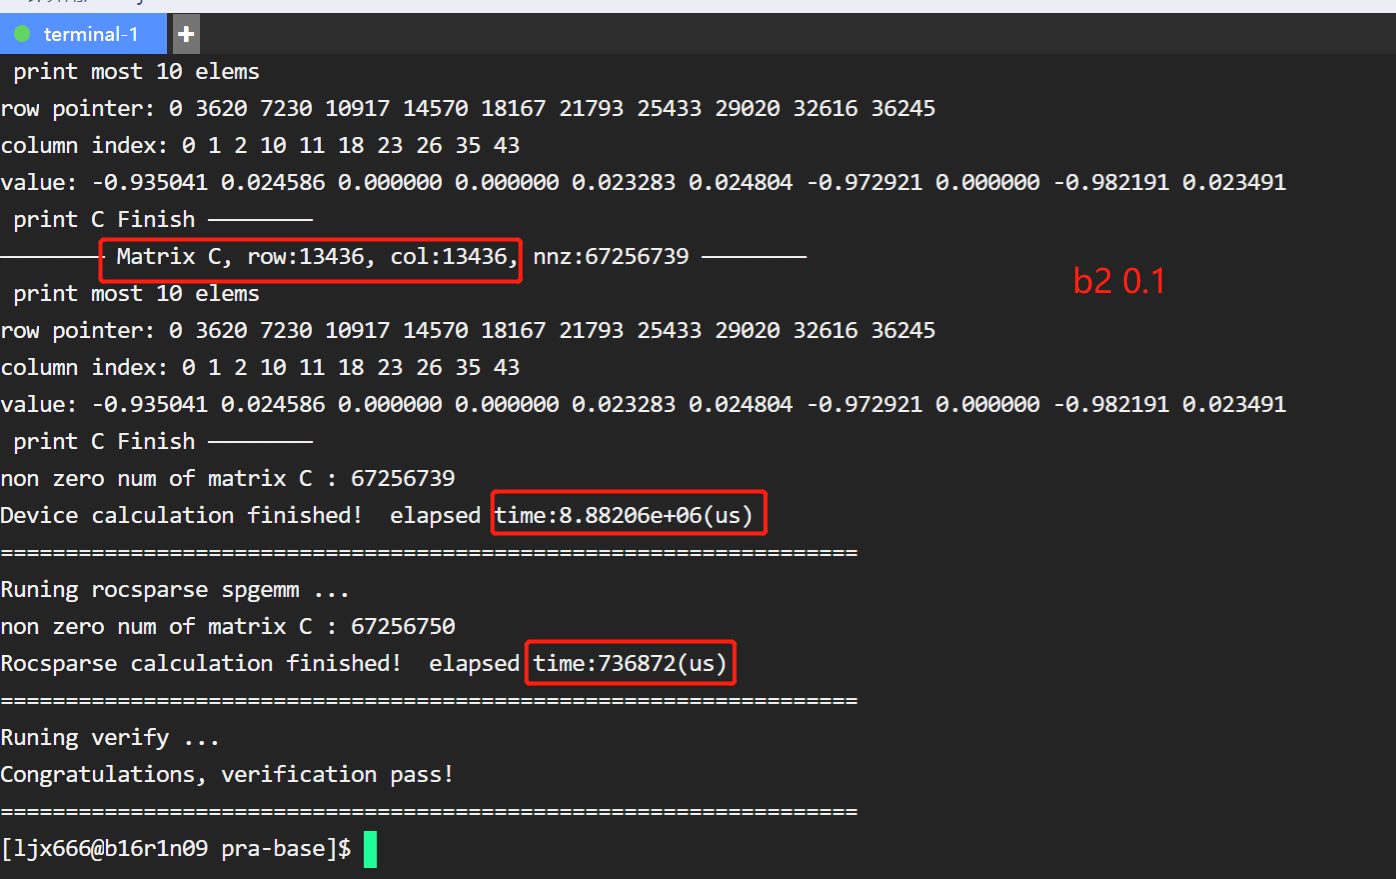 terminal-1 +
print most 10 elems
row pointer: 0 3620 7230 10917 14570 18167 21793 25433 29020 32616 36245
column index: 0 1 2 10 11 18 23 26 35 43
value: -0.935041 0.024586 0.000000 0.000000 0.023283 0.024804 -0.972921 0.000000 -0.982191 0.023491
print C Finish ————————
———————— Matrix C, row:13436, col:13436, nnz:67256739 ————————
b2 0.1
print most 10 elems
row pointer: 0 3620 7230 10917 14570 18167 21793 25433 29020 32616 36245
column index: 0 1 2 10 11 18 23 26 35 43
value: -0.935041 0.024586 0.000000 0.000000 0.023283 0.024804 -0.972921 0.000000 -0.982191 0.023491
print C Finish ————————
non zero num of matrix C : 67256739
Device calculation finished!  elapsed time:8.88206e+06(us)
==================================================================
Runing rocsparse spgemm ...
non zero num of matrix C : 67256750
Rocsparse calculation finished!  elapsed time:736872(us)
==================================================================
Runing verify ...
Congratulations, verification pass!
==================================================================
[ljx666@b16r1n09 pra-base]$